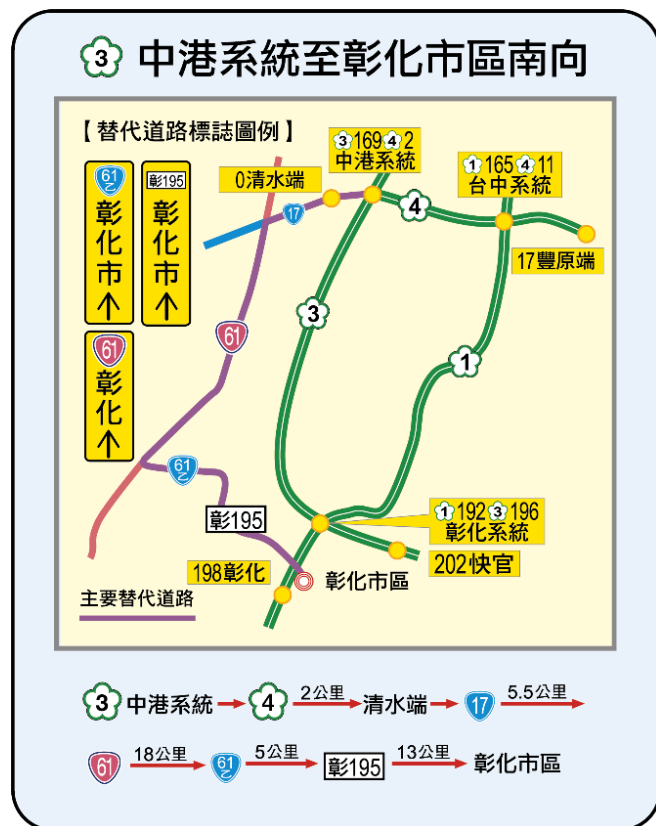 3 中港系統至彰化市區南向
【替代道路標誌圖例】
61乙 彰化市↑
彰195 彰化市↑
61 彰化↑
3 169 4 2
中港系統
1 165 4 11
台中系統
0清水端
17
4
17豐原端
3
61
1
61乙
彰195
1 192 3 196
彰化系統
202快官
198彰化
彰化市區
主要替代道路
3 中港系統 → 4 2公里 → 清水端 → 17 5.5公里 →
61 18公里 → 61乙 5公里 → 彰195 13公里 → 彰化市區